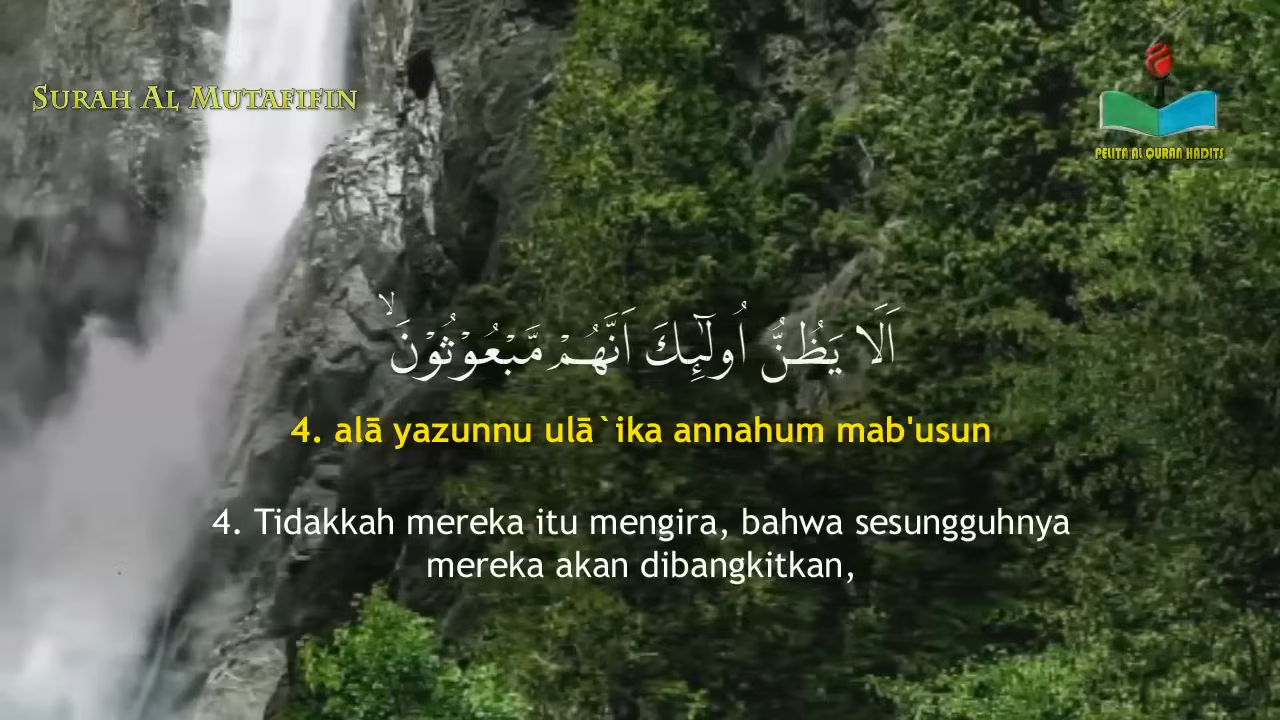 SURAH AL MUTAFIFIN
PELITA AL QURAN HADITS
اَلَا يَظُنُّ اُولٰۤىِٕكَ اَنَّهُمْ مَّبْعُوْثُوْنَۙ
4. alā yazunnu ulā`ika annahum mab'usun
4. Tidakkah mereka itu mengira, bahwa sesungguhnya
mereka akan dibangkitkan,